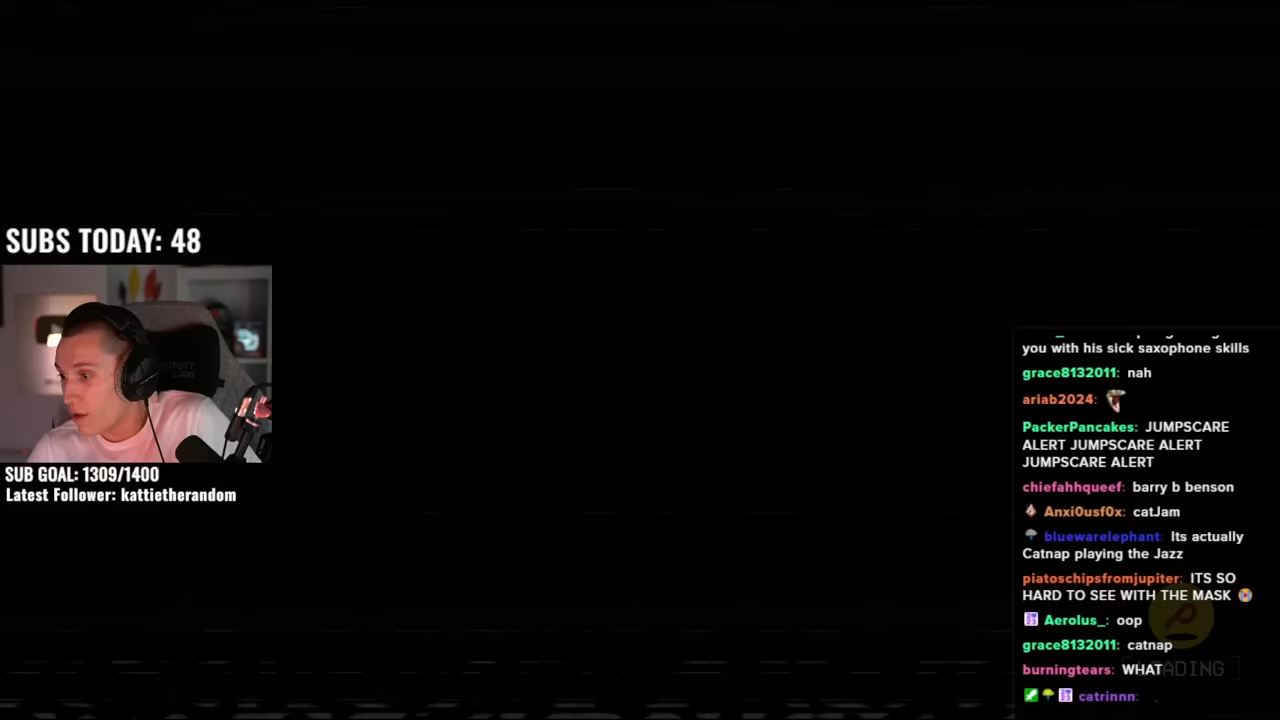 SUBS TODAY: 48
SUB GOAL: 1309/1400
Latest Follower: kattietherandom
you with his sick saxophone skills
grace8132011: nah
ariab2024:
PackerPancakes: JUMPSCARE
ALERT JUMPSCARE ALERT
JUMPSCARE ALERT
chiefahhqueef: barry b benson
Anxi0usf0x: catJam
bluewarelephant: Its actually
Catnap playing the Jazz
piatoschipsfromjupiter: ITS SO
HARD TO SEE WITH THE MASK 😭
Aerolus_: oop
grace8132011: catnap
burningtears: WHAT
catrinnn: